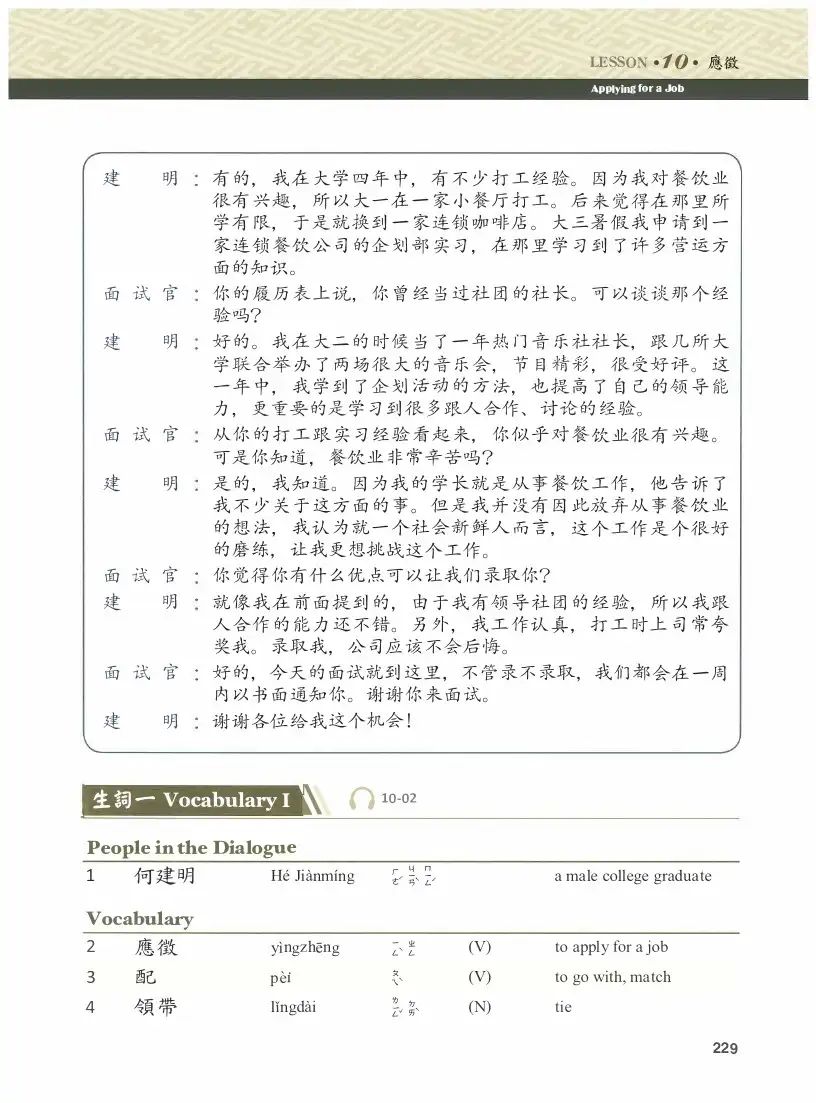 LESSON •10• 應徵
Applying for a Job
建 明：有的，我在大学四年中，有不少打工经验。因为我对餐饮业
很有兴趣，所以大一在一家小餐厅打工。后来觉得在那里所
学有限，于是就换到一家连锁咖啡店。大三暑假我申请到一
家连锁餐饮公司的企划部实习，在那里学习到了许多营运方
面的知识。
面试官：你的履历表上说，你曾经当过社团的社长。可以谈谈那个经
验吗？
建 明：好的。我在大二的时候当了一年热门音乐社社长，跟几所大
学联合举办了两场很大的音乐会，节目精彩，很受好评。这
一年中，我学到了企划活动的方法，也提高了自己的领导能
力，更重要的是学习到很多跟人合作、讨论的经验。
面试官：从你的打工跟实习经验看起来，你似乎对餐饮业很有兴趣。
可是你知道，餐饮业非常辛苦吗？
建 明：是的，我知道。因为我的学长就是从事餐饮工作，他告诉了
我不少关于这方面的事。但是我并没有因此放弃从事餐饮业
的想法，我认为就一个社会新鲜人而言，这个工作是个很好
的磨练，让我更想挑战这个工作。
面试官：你觉得你有什么优点可以让我们录取你？
建 明：就像我在前面提到的，由于我有领导社团的经验，所以我跟
人合作的能力还不错。另外，我工作认真，打工时上司常夸
奖我。录取我，公司应该不会后悔。
面试官：好的，今天的面试就到这里，不管录不录取，我们都会在一周
内以书面通知你。谢谢你来面试。
建 明：谢谢各位给我这个机会！
生詞一 Vocabulary I 10-02
People in the Dialogue
1 何建明 Hé Jiànmíng ㄏㄜˊ ㄐㄧㄢˋ ㄇㄧㄥˊ a male college graduate
Vocabulary
2 應徵 yìngzhēng ㄧㄥˋ ㄓㄥ (V) to apply for a job
3 配 pèi ㄆㄟˋ (V) to go with, match
4 領帶 lǐngdài ㄌㄧㄥˇ ㄉㄞˋ (N) tie
229